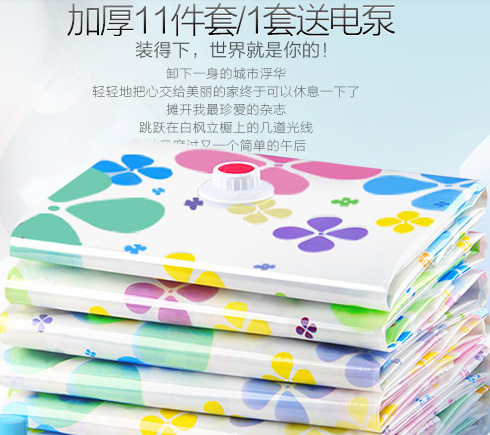 加厚11件套/1套送电泵
装得下，世界就是你的！
卸下一身的城市浮华
轻轻地把心交给美丽的家终于可以休息一下了
摊开我最珍爱的杂志
跳跃在白枫立橱上的几道光线
度过又一个简单的午后